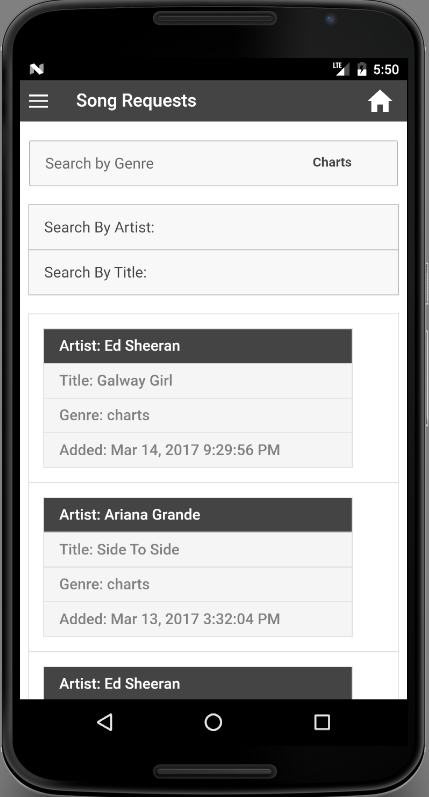 LTE 5:50
Song Requests
Search by Genre Charts
Search By Artist:
Search By Title:
Artist: Ed Sheeran
Title: Galway Girl
Genre: charts
Added: Mar 14, 2017 9:29:56 PM
Artist: Ariana Grande
Title: Side To Side
Genre: charts
Added: Mar 13, 2017 3:32:04 PM
Artist: Ed Sheeran